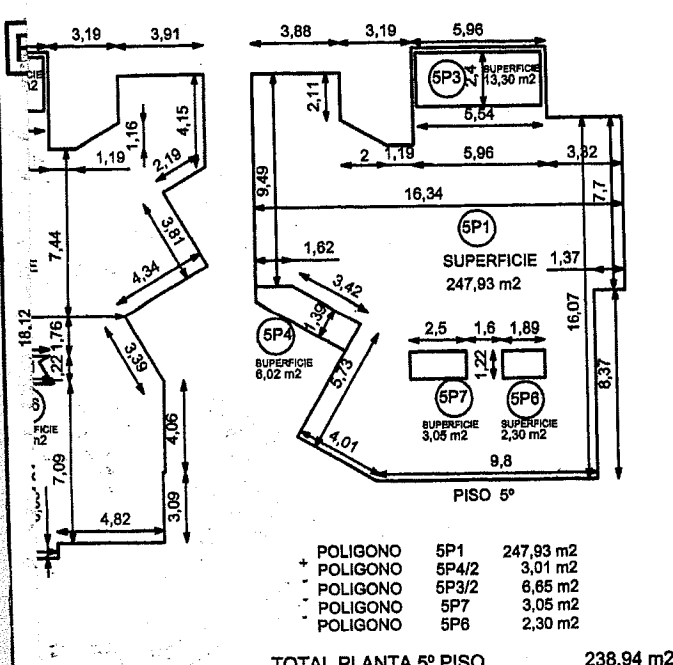 3,19
3,91
3,88
3,19
5,96
5P3
SUPERFICIE
13,30 m2
2,4
5,54
2,11
4,15
1,16
1,19
2,19
2
1,19
5,96
3,32
9,49
16,34
7,7
7,44
3,81
5P1
SUPERFICIE
247,93 m2
1,62
1,37
4,34
3,42
1,39
16,07
18,12
1,76
5P4
SUPERFICIE
6,02 m2
2,5
1,6
1,89
1,22
1,22
3,39
5,73
8,37
5P7
SUPERFICIE
3,05 m2
5P6
SUPERFICIE
2,30 m2
4,06
7,09
4,01
9,8
3,09
4,82
PISO 5º
POLIGONO 5P1 247,93 m2
+ POLIGONO 5P4/2 3,01 m2
- POLIGONO 5P3/2 6,65 m2
- POLIGONO 5P7 3,05 m2
- POLIGONO 5P6 2,30 m2
TOTAL PLANTA 5º PISO 238,94 m2